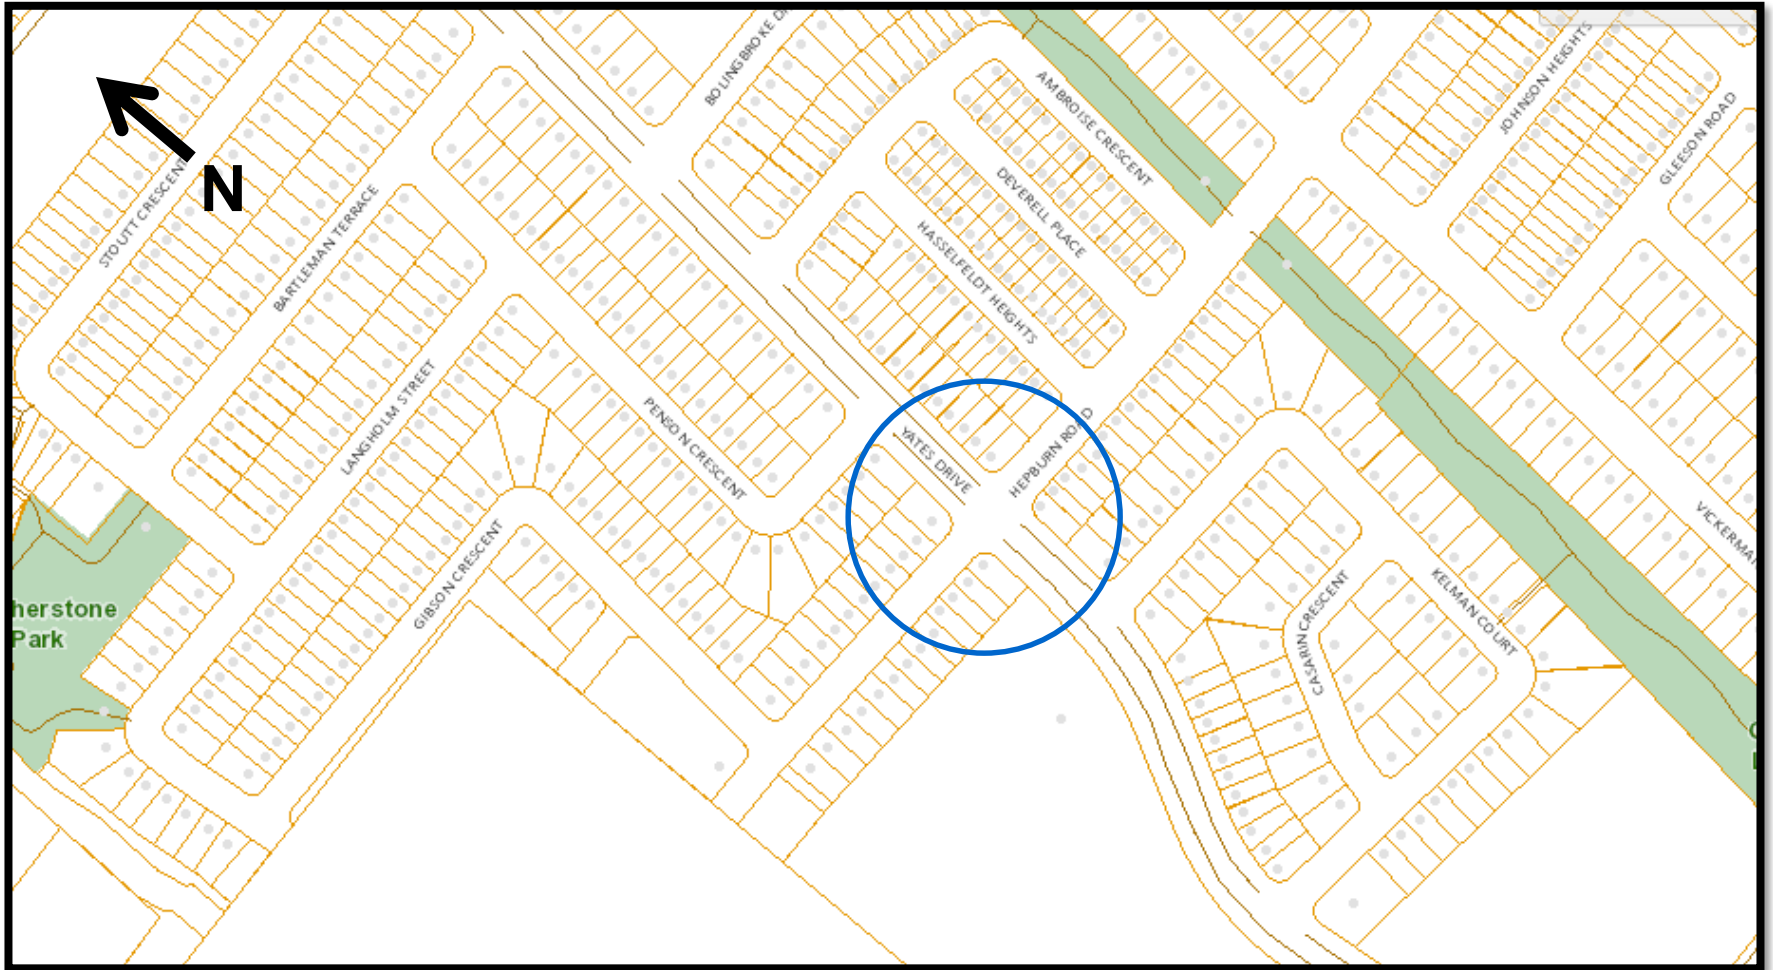 BOLINGBROKE D
JOHNSON HEIGHTS
AMBROISE CRESCENT
GLEESON ROAD
N
STOUTT CRESCENT
BARTLEMAN TERRACE
DEVERELL PLACE
HASSELFELDT HEIGHTS
LANGHOLM STREET
PENSON CRESCENT
YATES DRIVE
HEPBURN ROAD
VICKERMA
GIBSON CRESCENT
CASARIN CRESCENT
KELMAN COURT
herstone
Park